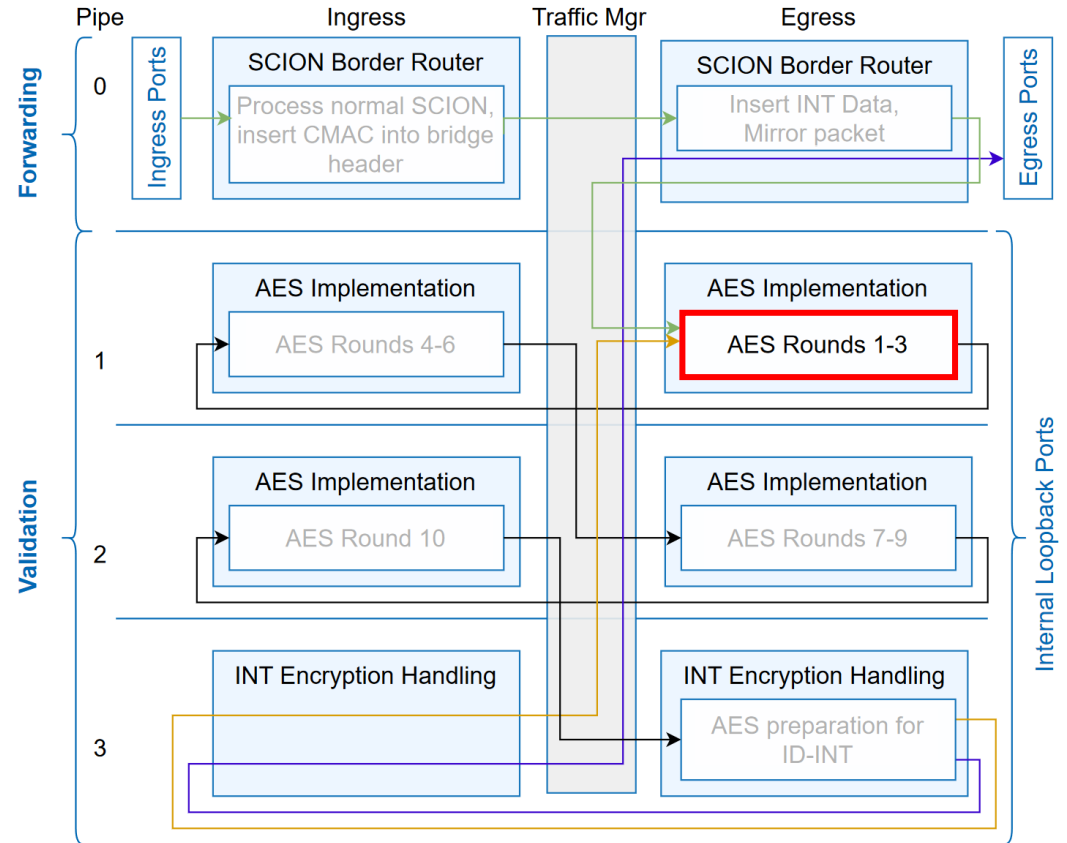 Pipe
Ingress
Traffic Mgr
Egress
Forwarding
0
Ingress Ports
SCION Border Router
Process normal SCION,
insert CMAC into bridge
header
SCION Border Router
Insert INT Data,
Mirror packet
Egress Ports
Validation
1
AES Implementation
AES Rounds 4-6
AES Implementation
AES Rounds 1-3
2
AES Implementation
AES Round 10
AES Implementation
AES Rounds 7-9
Internal Loopback Ports
3
INT Encryption Handling
INT Encryption Handling
AES preparation for
ID-INT